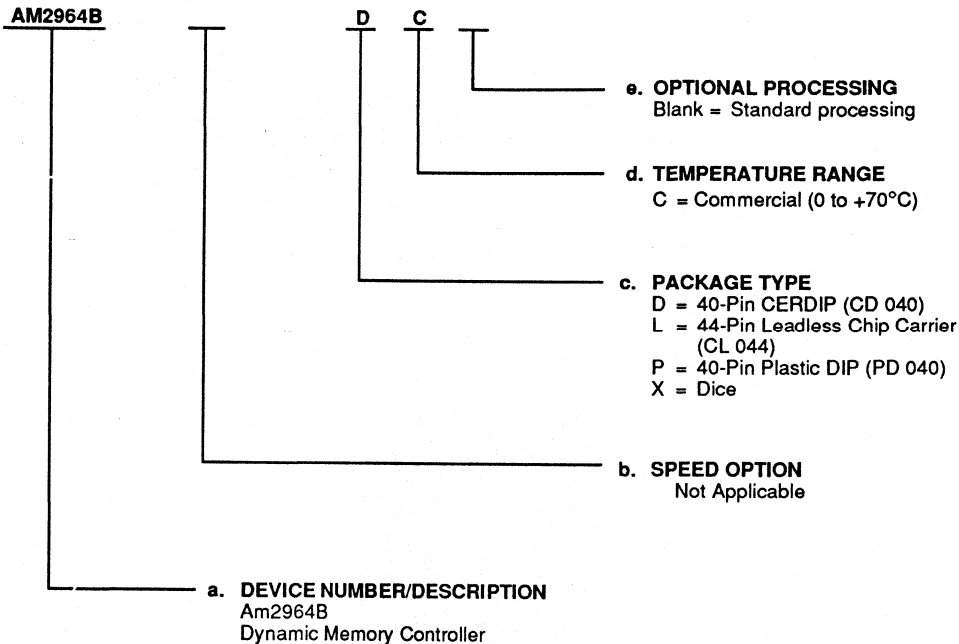 AM2964B D C
e. OPTIONAL PROCESSING
Blank = Standard processing
d. TEMPERATURE RANGE
C = Commercial (0 to +70°C)
c. PACKAGE TYPE
D = 40-Pin CERDIP (CD 040)
L = 44-Pin Leadless Chip Carrier
(CL 044)
P = 40-Pin Plastic DIP (PD 040)
X = Dice
b. SPEED OPTION
Not Applicable
a. DEVICE NUMBER/DESCRIPTION
Am2964B
Dynamic Memory Controller